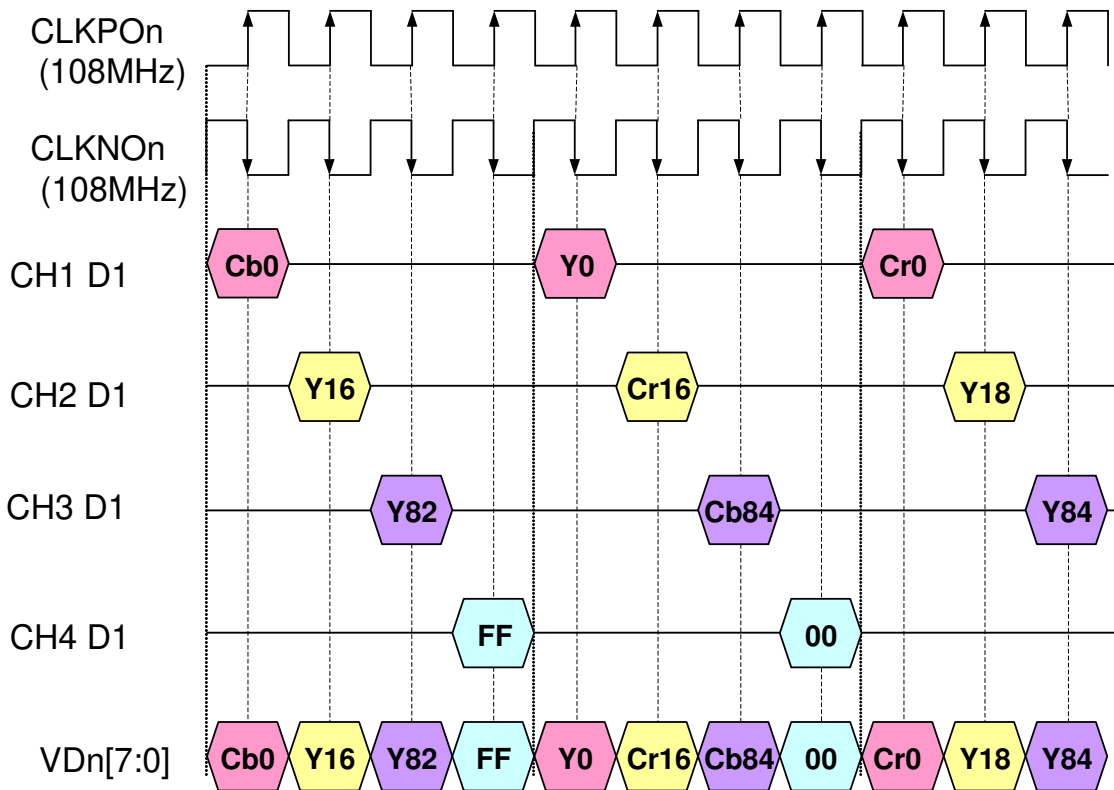 CLKPOn
(108MHz)
CLKNOn
(108MHz)
CH1 D1 Cb0 Y0 Cr0
CH2 D1 Y16 Cr16 Y18
CH3 D1 Y82 Cb84 Y84
CH4 D1 FF 00
VDn[7:0] Cb0 Y16 Y82 FF Y0 Cr16 Cb84 00 Cr0 Y18 Y84